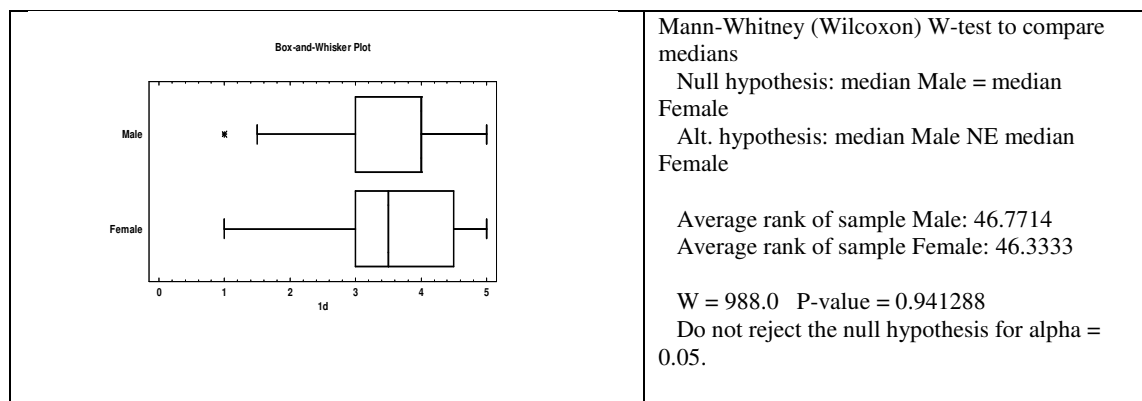 Box-and-Whisker Plot
Male
Female
0 1 2 3 4 5
1d
Mann-Whitney (Wilcoxon) W-test to compare
medians
Null hypothesis: median Male = median
Female
Alt. hypothesis: median Male NE median
Female
Average rank of sample Male: 46.7714
Average rank of sample Female: 46.3333
W = 988.0 P-value = 0.941288
Do not reject the null hypothesis for alpha =
0.05.